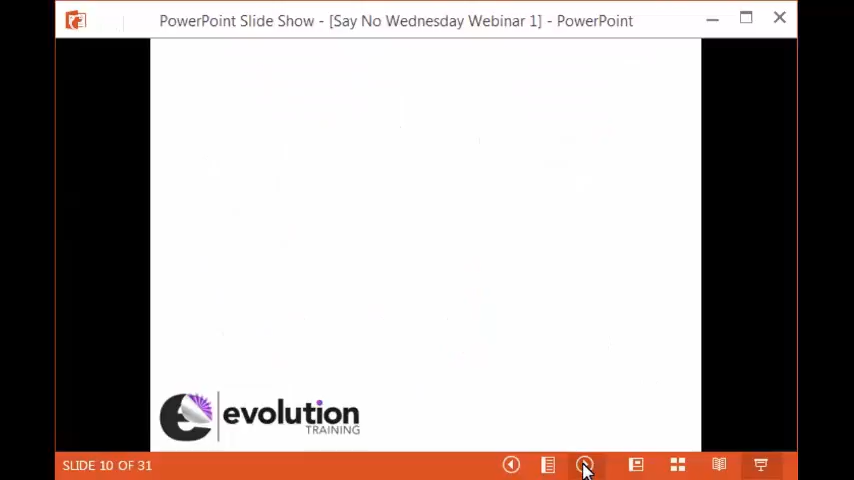 PowerPoint Slide Show - [Say No Wednesday Webinar 1] - PowerPoint
evolution
TRAINING
SLIDE 10 OF 31